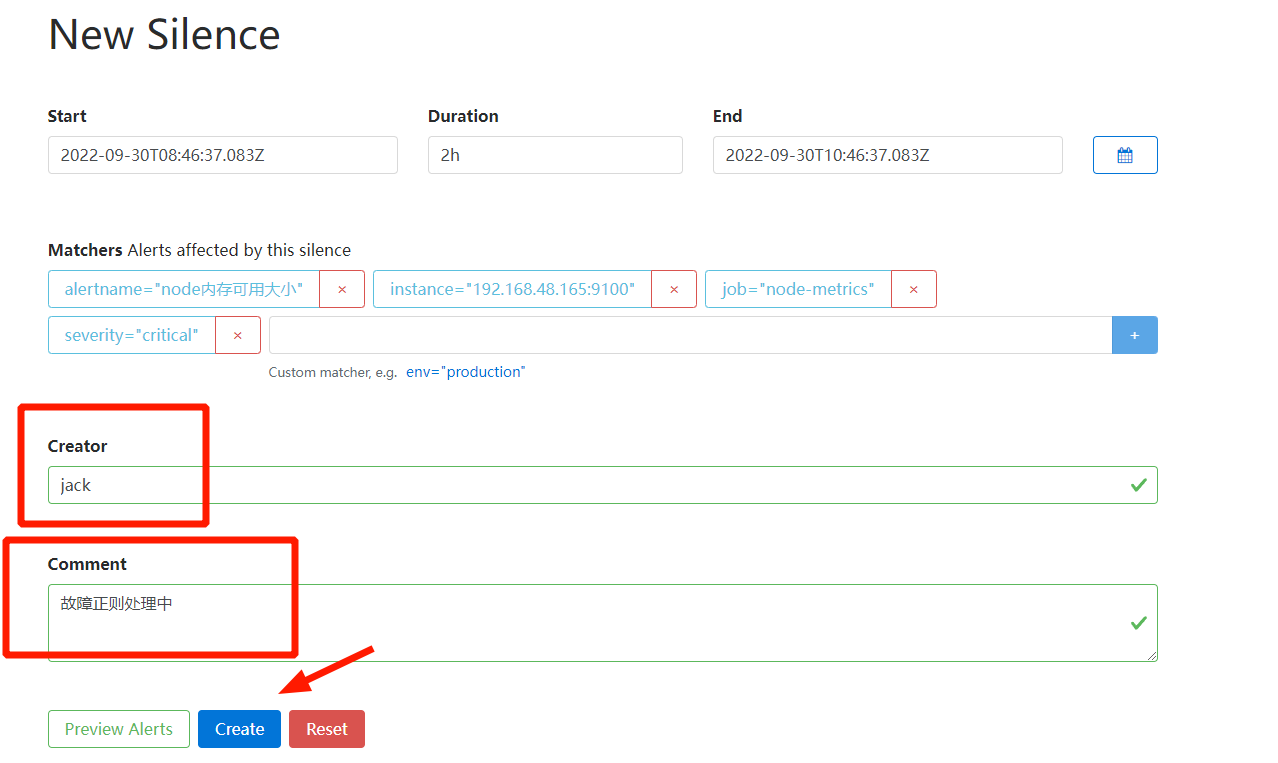 New Silence
Start Duration End
2022-09-30T08:46:37.083Z 2h 2022-09-30T10:46:37.083Z
Matchers Alerts affected by this silence
alertname="node内存可用大小" × instance="192.168.48.165:9100" × job="node-metrics" ×
severity="critical" × +
Custom matcher, e.g. env="production"
Creator
jack
Comment
故障正则处理中
Preview Alerts Create Reset